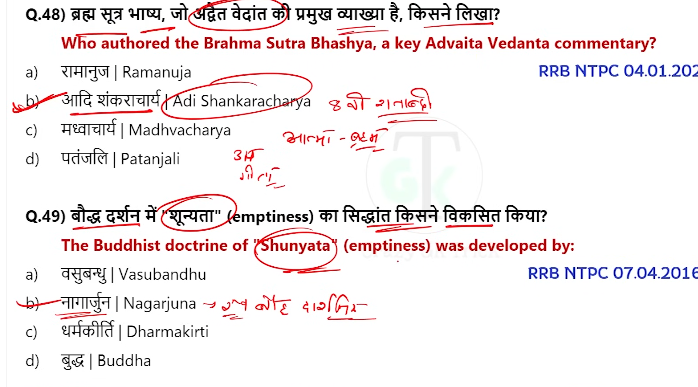 Q.48) ब्रह्म सूत्र भाष्य, जो अद्वैत वेदांत की प्रमुख व्याख्या है, किसने लिखा?
Who authored the Brahma Sutra Bhashya, a key Advaita Vedanta commentary?
a) रामानुज | Ramanuja RRB NTPC 04.01.202
b) आदि शंकराचार्य | Adi Shankaracharya 8वी शताब्दी
c) मध्वाचार्य | Madhvacharya आत्मा - ब्रह्म
d) पतंजलि | Patanjali
Q.49) बौद्ध दर्शन में "शून्यता" (emptiness) का सिद्धांत किसने विकसित किया?
The Buddhist doctrine of "Shunyata" (emptiness) was developed by:
a) वसुबन्धु | Vasubandhu RRB NTPC 07.04.2016
b) नागार्जुन | Nagarjuna → बौद्ध दार्शनिक
c) धर्मकीर्ति | Dharmakirti
d) बुद्ध | Buddha